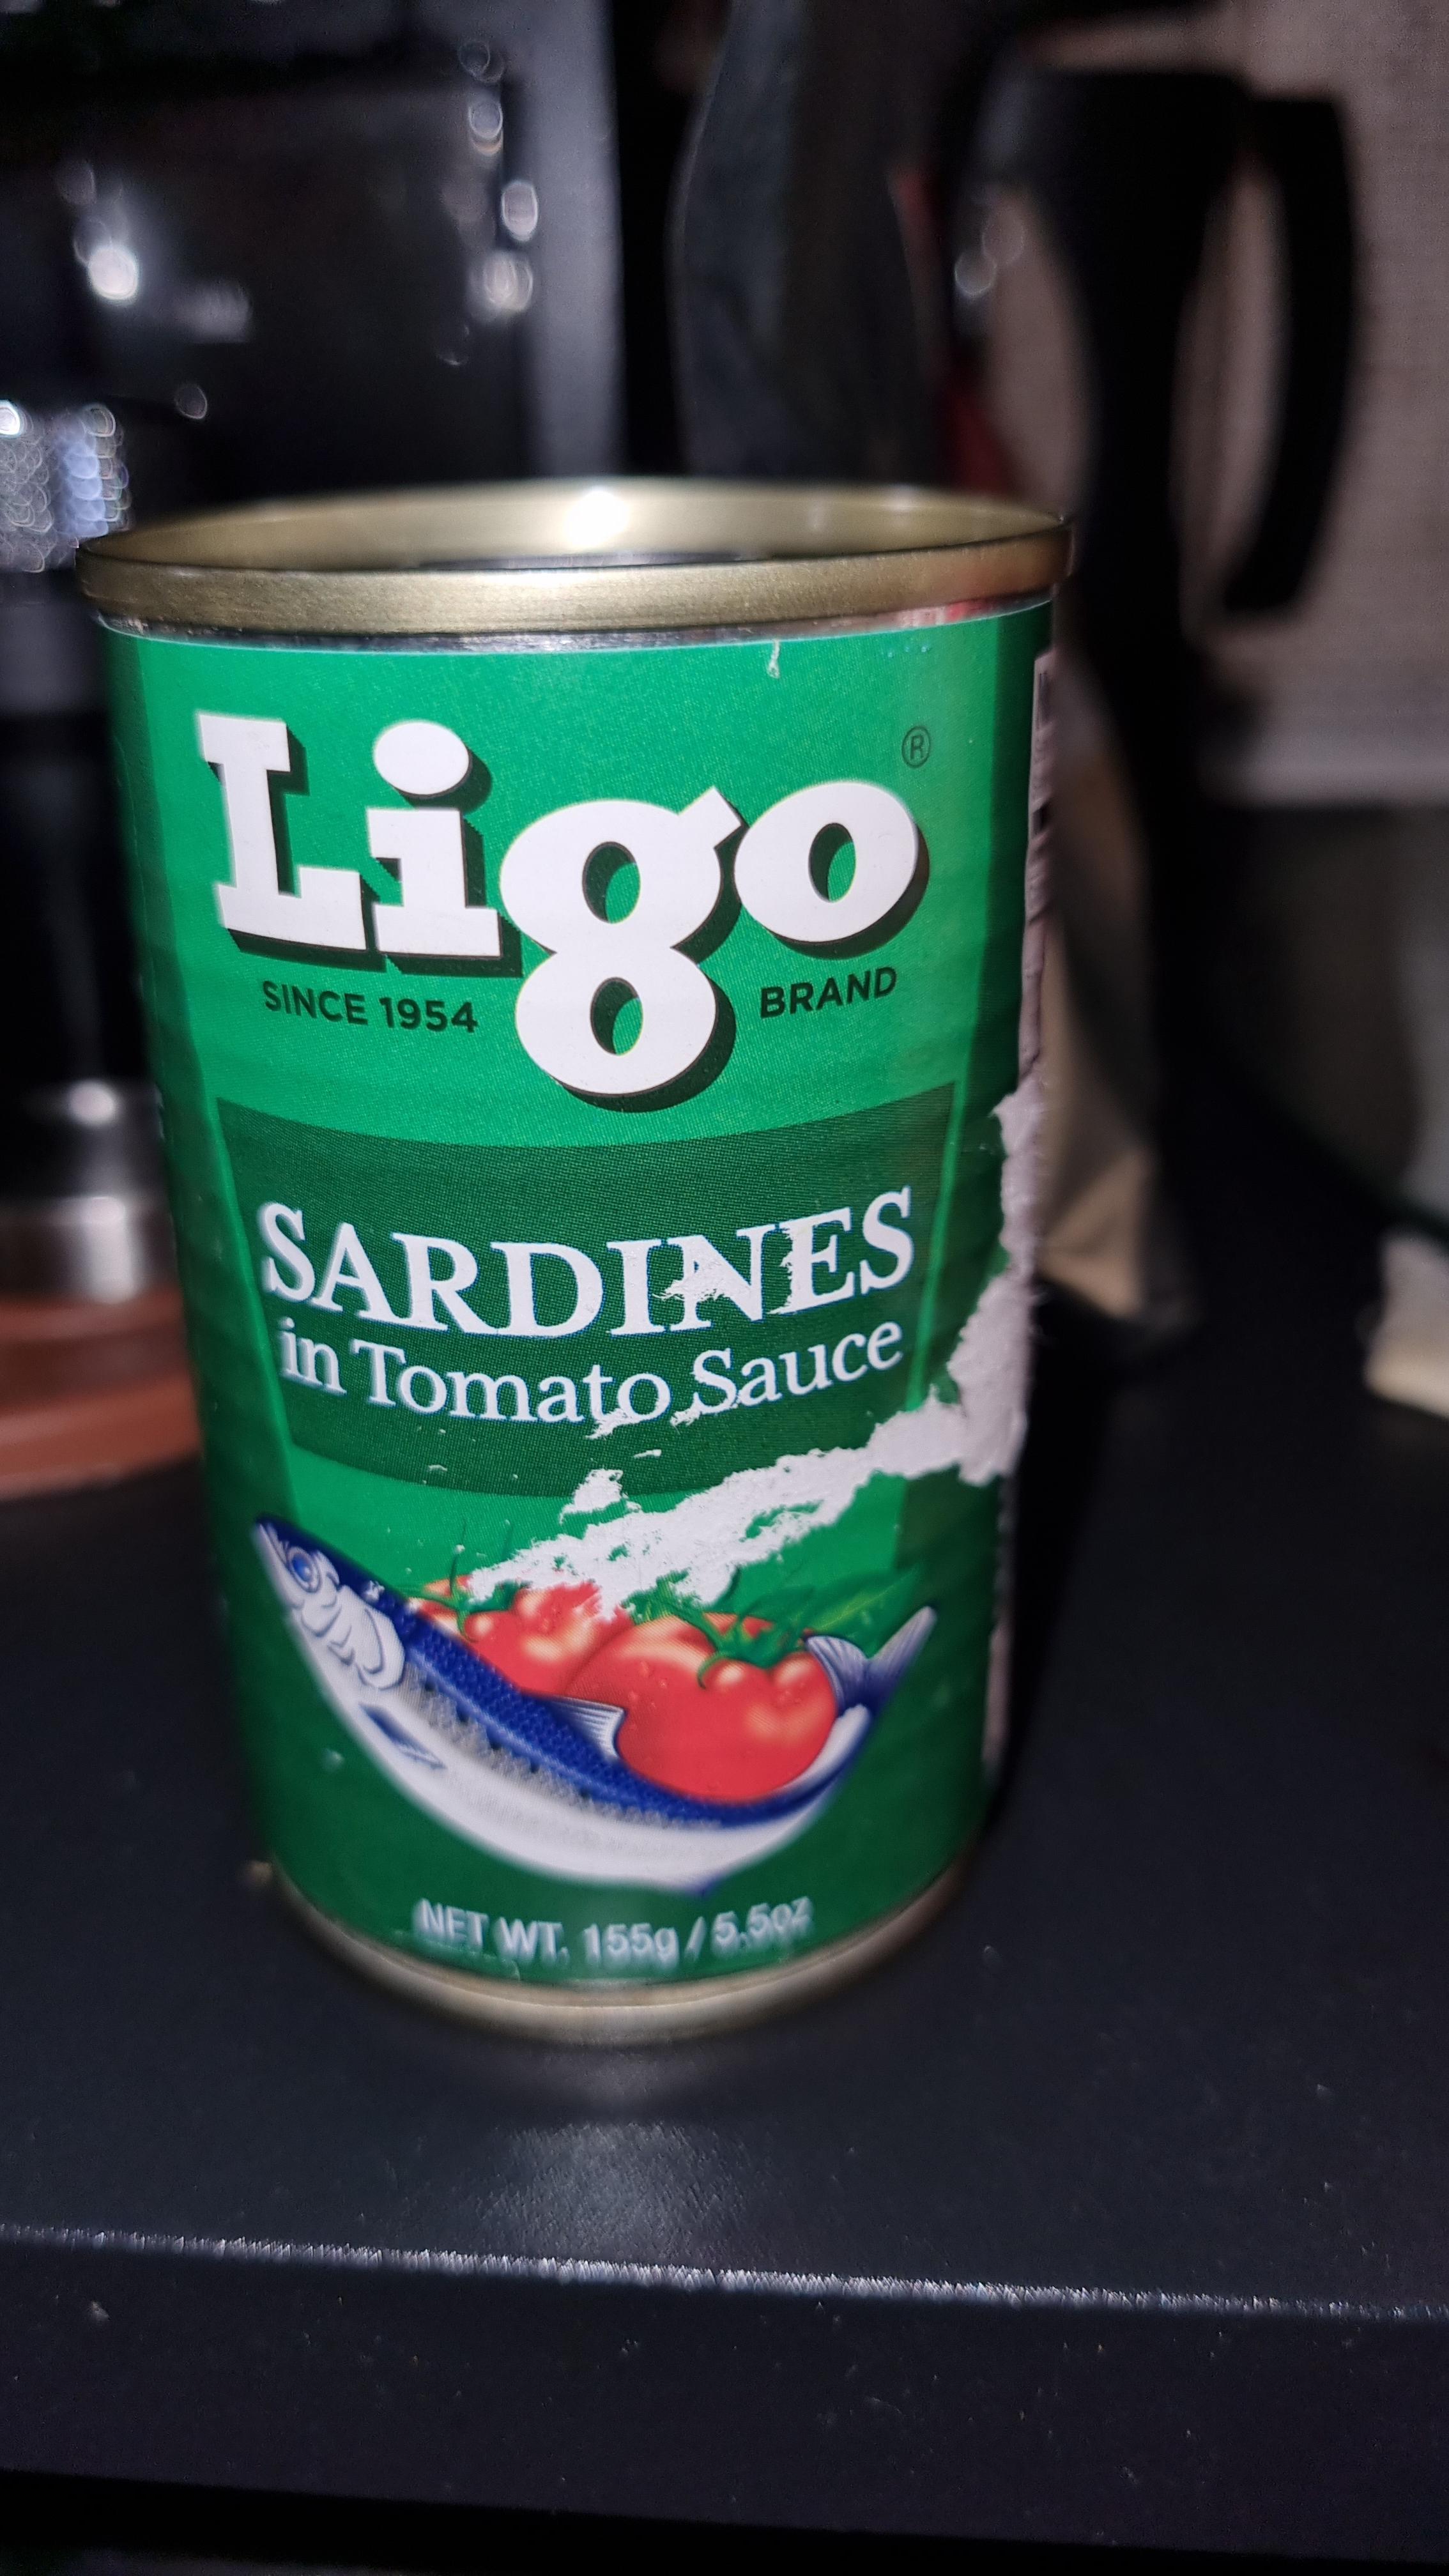 Ligo®
SINCE 1954 BRAND
SARDINES
in Tomato Sauce
NET WT. 155g / 5.5oz